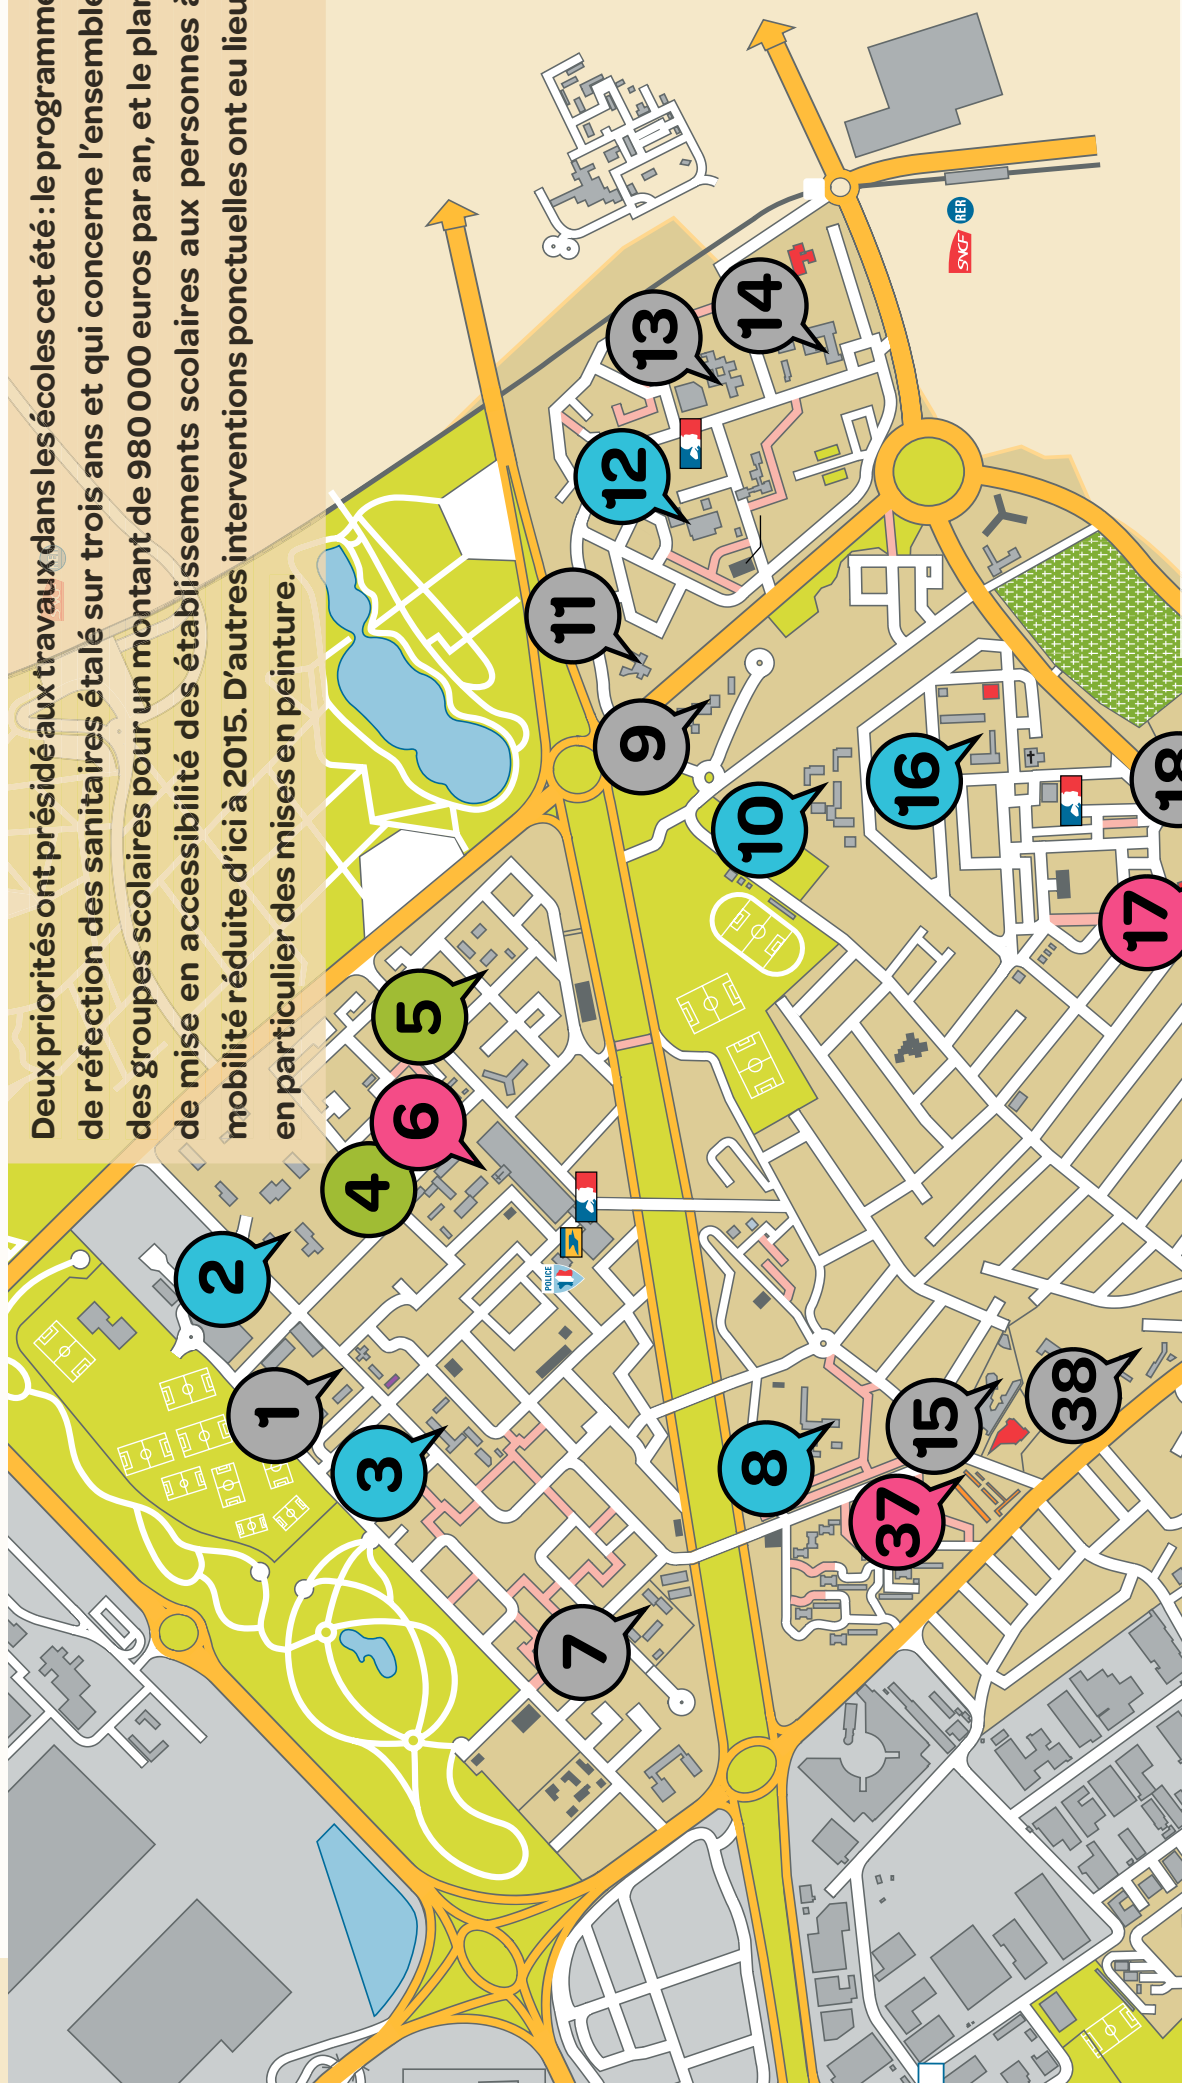 Deux priorités ont présidé aux travaux dans les écoles cet été : le programme
de réfection des sanitaires étalé sur trois ans et qui concerne l'ensemble
des groupes scolaires pour un montant de 980 000 euros par an, et le plan
de mise en accessibilité des établissements scolaires aux personnes à
mobilité réduite d'ici à 2015. D'autres interventions ponctuelles ont eu lieu
en particulier des mises en peinture.
1
2
3
4
5
6
7
8
9
10
11
12
13
14
15
16
17
18
37
38
POLICE
SNCF
RER